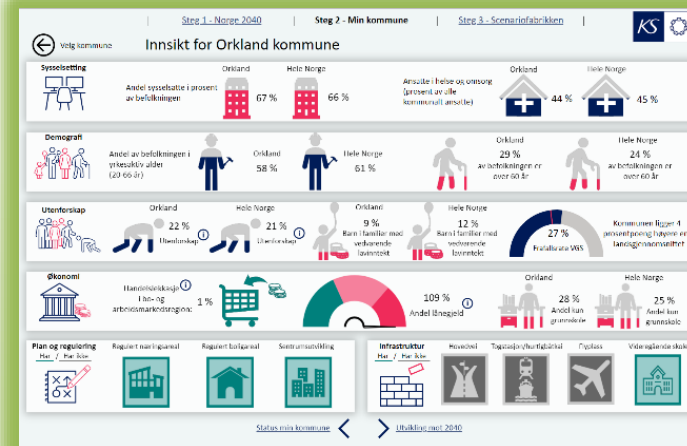 Steg 1 - Norge 2040 | Steg 2 - Min kommune | Steg 3 - Scenariofabrikken |
KS
Velg kommune
Innsikt for Orkland kommune
Sysselsetting
Andel sysselsatte i prosent
av befolkningen
Orkland
67 %
Hele Norge
66 %
Ansatte i helse og omsorg
(prosent av alle
kommunalt ansatte)
Orkland
44 %
Hele Norge
45 %
Demografi
Andel av befolkningen i
yrkesaktiv alder
(20-66 år)
Orkland
58 %
Hele Norge
61 %
Orkland
29 %
av befolkningen er
over 60 år
Hele Norge
24 %
av befolkningen er
over 60 år
Utenforskap
Orkland
22 %
Utenforskap
Hele Norge
21 %
Utenforskap
Orkland
9 %
Barn i familier med
vedvarende
lavinntekt
Hele Norge
12 %
Barn i familier med
vedvarende
lavinntekt
27 %
Frafallsrate VGS
Kommunen ligger 4
prosentpoeng høyere enn
landsgjennomsnittet
Økonomi
Handelslekkasje
i bo- og
arbeidsmarkedsregion:
1 %
109 %
Andel lånegjeld
Orkland
28 %
Andel kun
grunnskole
Hele Norge
25 %
Andel kun
grunnskole
Plan og regulering
Har / Har ikke
Regulert næringsareal
Regulert boligareal
Sentrumsutvikling
Infrastruktur
Har / Har ikke
Hovedvei
Togstasjon/hurtigbåtkai
Flyplass
Videregående skole
Status min kommune
Utvikling mot 2040